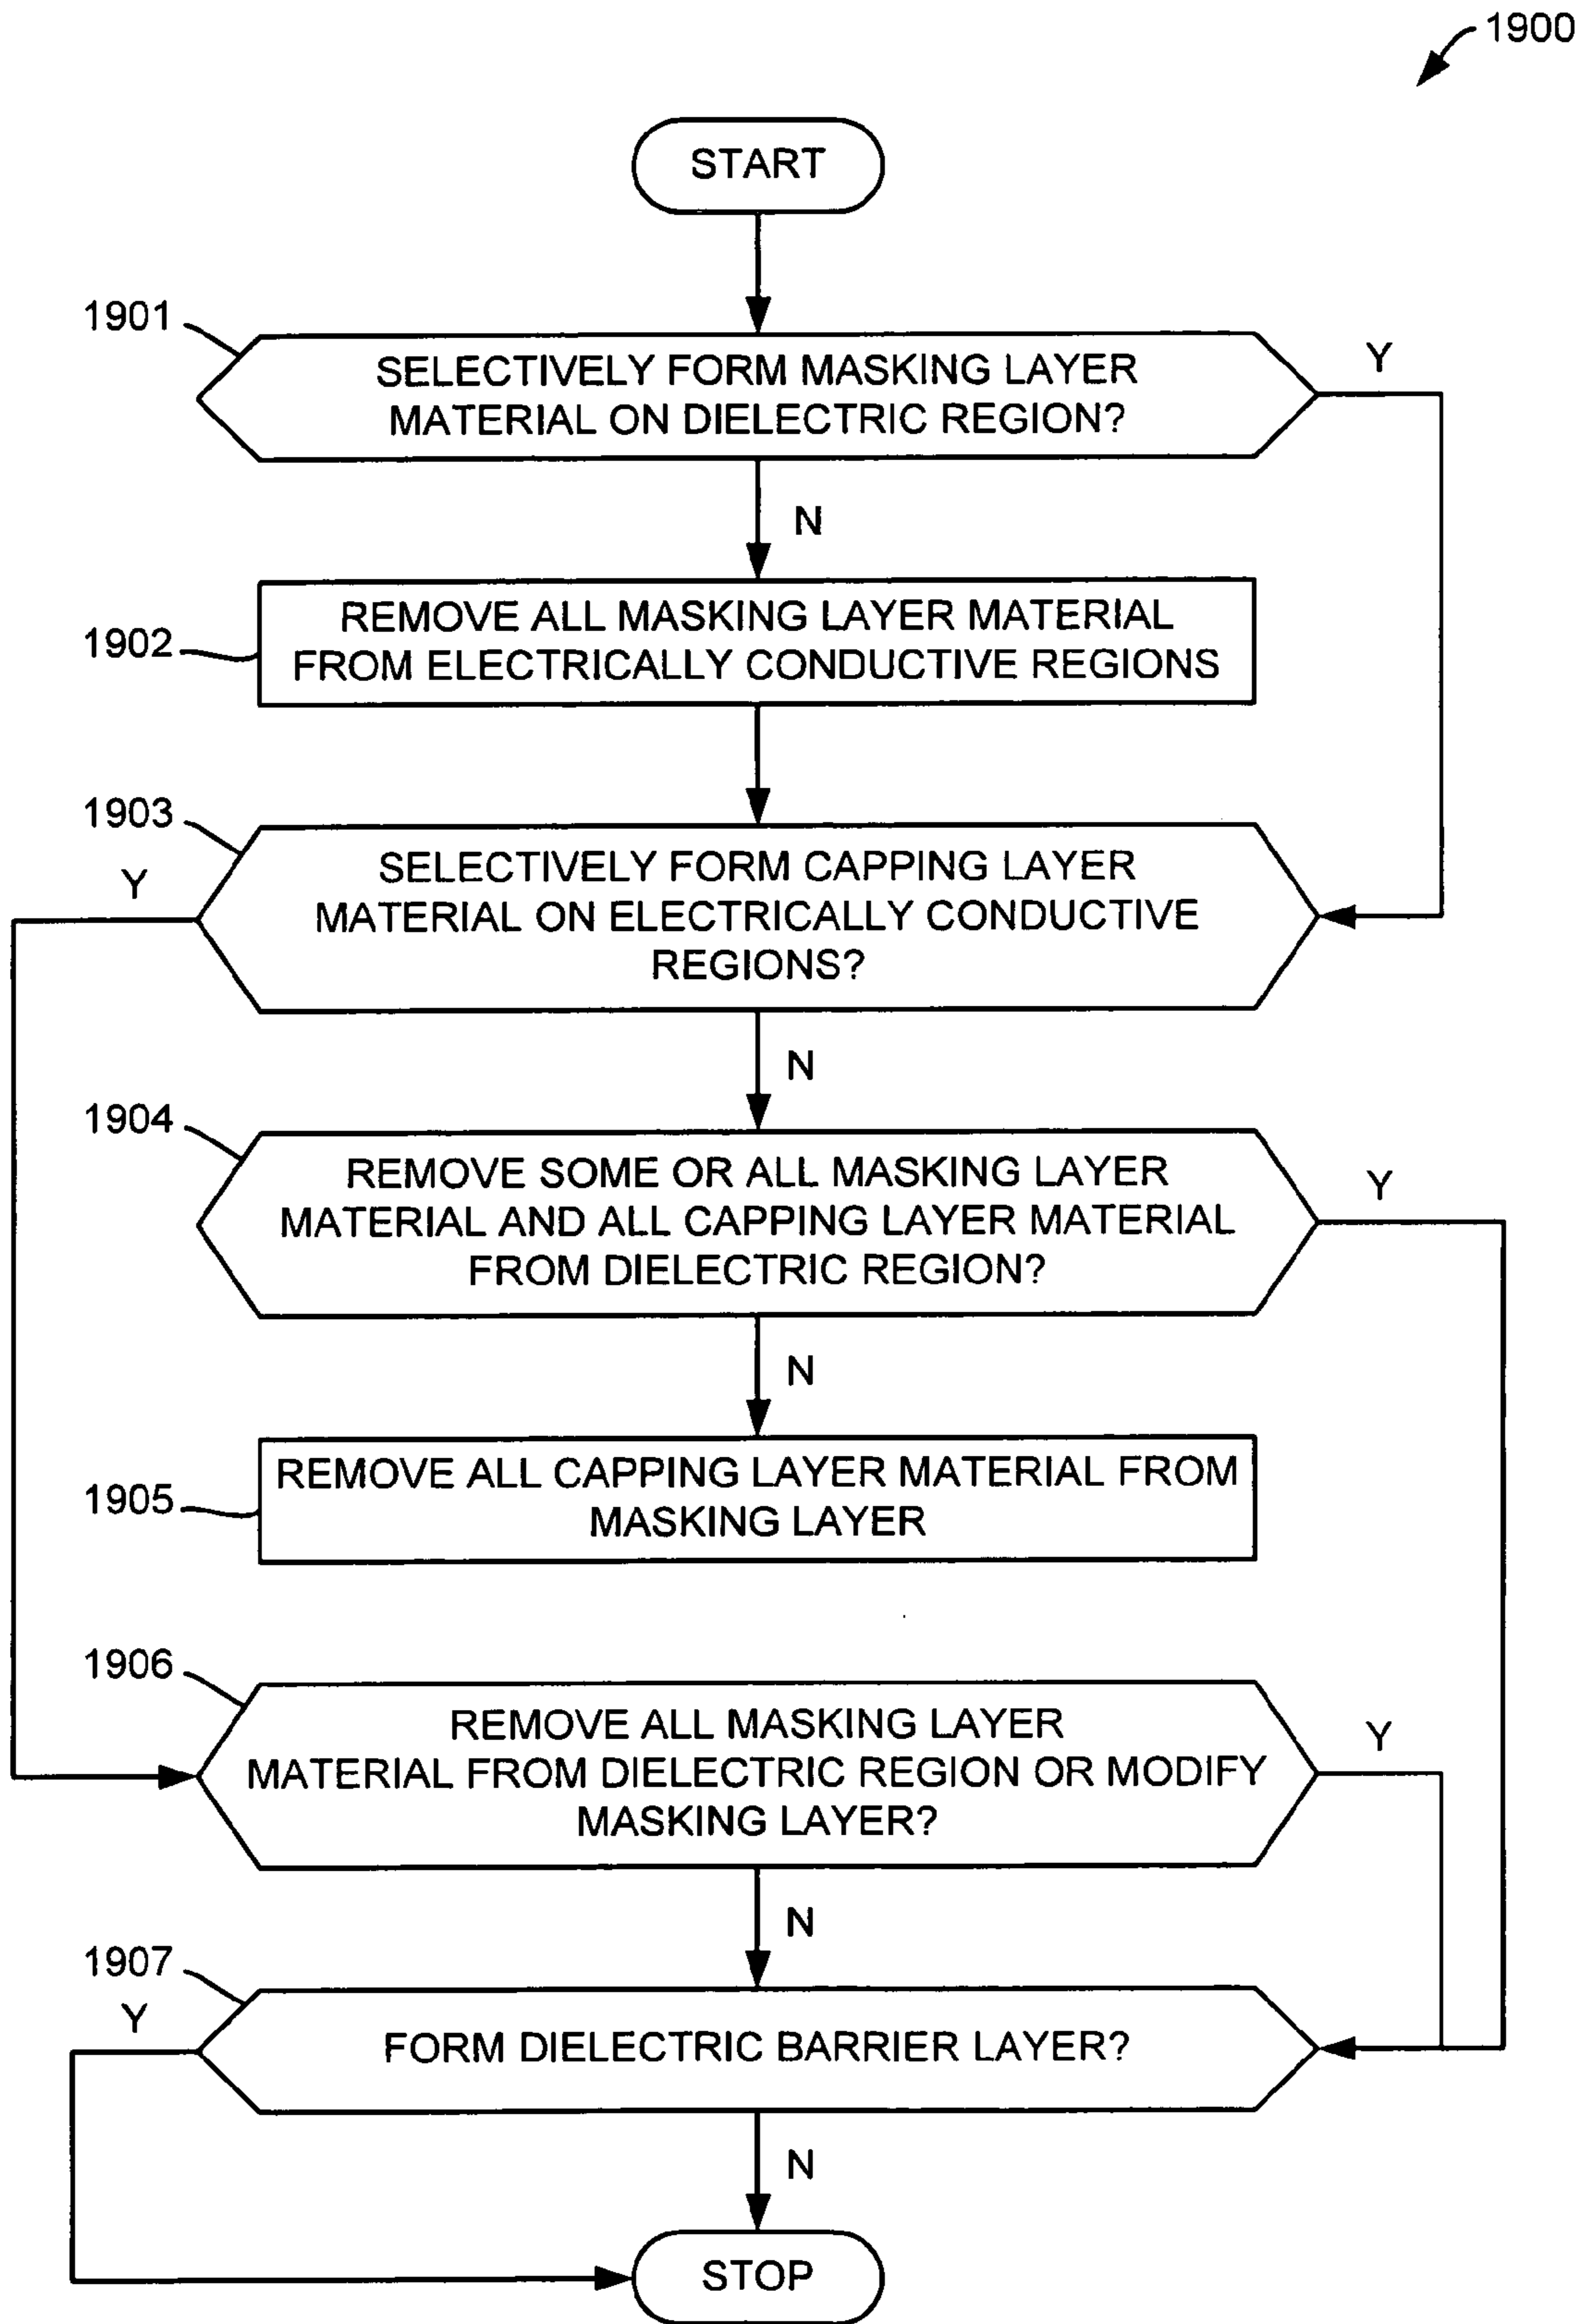 1900
START
1901
SELECTIVELY FORM MASKING LAYER
MATERIAL ON DIELECTRIC REGION?
Y
N
1902
REMOVE ALL MASKING LAYER MATERIAL
FROM ELECTRICALLY CONDUCTIVE REGIONS
1903
Y
SELECTIVELY FORM CAPPING LAYER
MATERIAL ON ELECTRICALLY CONDUCTIVE
REGIONS?
N
1904
REMOVE SOME OR ALL MASKING LAYER
MATERIAL AND ALL CAPPING LAYER MATERIAL
FROM DIELECTRIC REGION?
Y
N
1905
REMOVE ALL CAPPING LAYER MATERIAL FROM
MASKING LAYER
1906
REMOVE ALL MASKING LAYER
MATERIAL FROM DIELECTRIC REGION OR MODIFY
MASKING LAYER?
Y
N
1907
Y
FORM DIELECTRIC BARRIER LAYER?
N
STOP